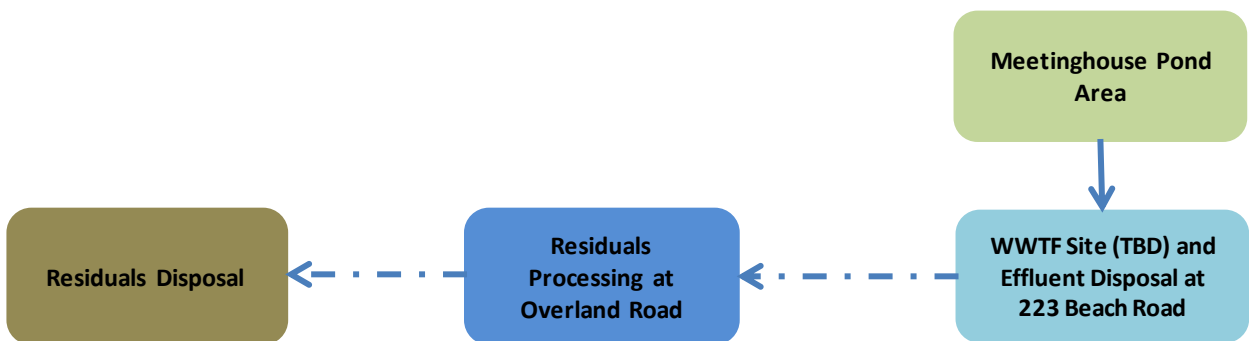 Meetinghouse Pond
Area
Residuals Disposal
Residuals
Processing at
Overland Road
WWTF Site (TBD) and
Effluent Disposal at
223 Beach Road